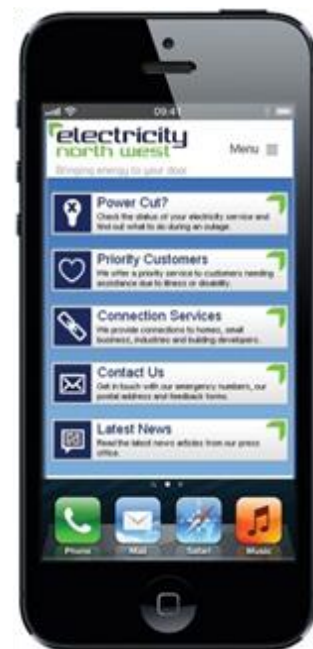 09:41
electricity
north west
Menu
Bringing energy to your door
Power Cut?
Check the status of your electricity service and
find out what to do during an outage.
Priority Customers
We offer a priority service to customers needing
assistance due to illness or disability.
Connection Services
We provide connections to homes, small
business, industries and building developers.
Contact Us
Get in touch with our emergency numbers, our
postal address and feedback forms.
Latest News
Read the latest news articles from our press
office.
Phone Mail Safari Music